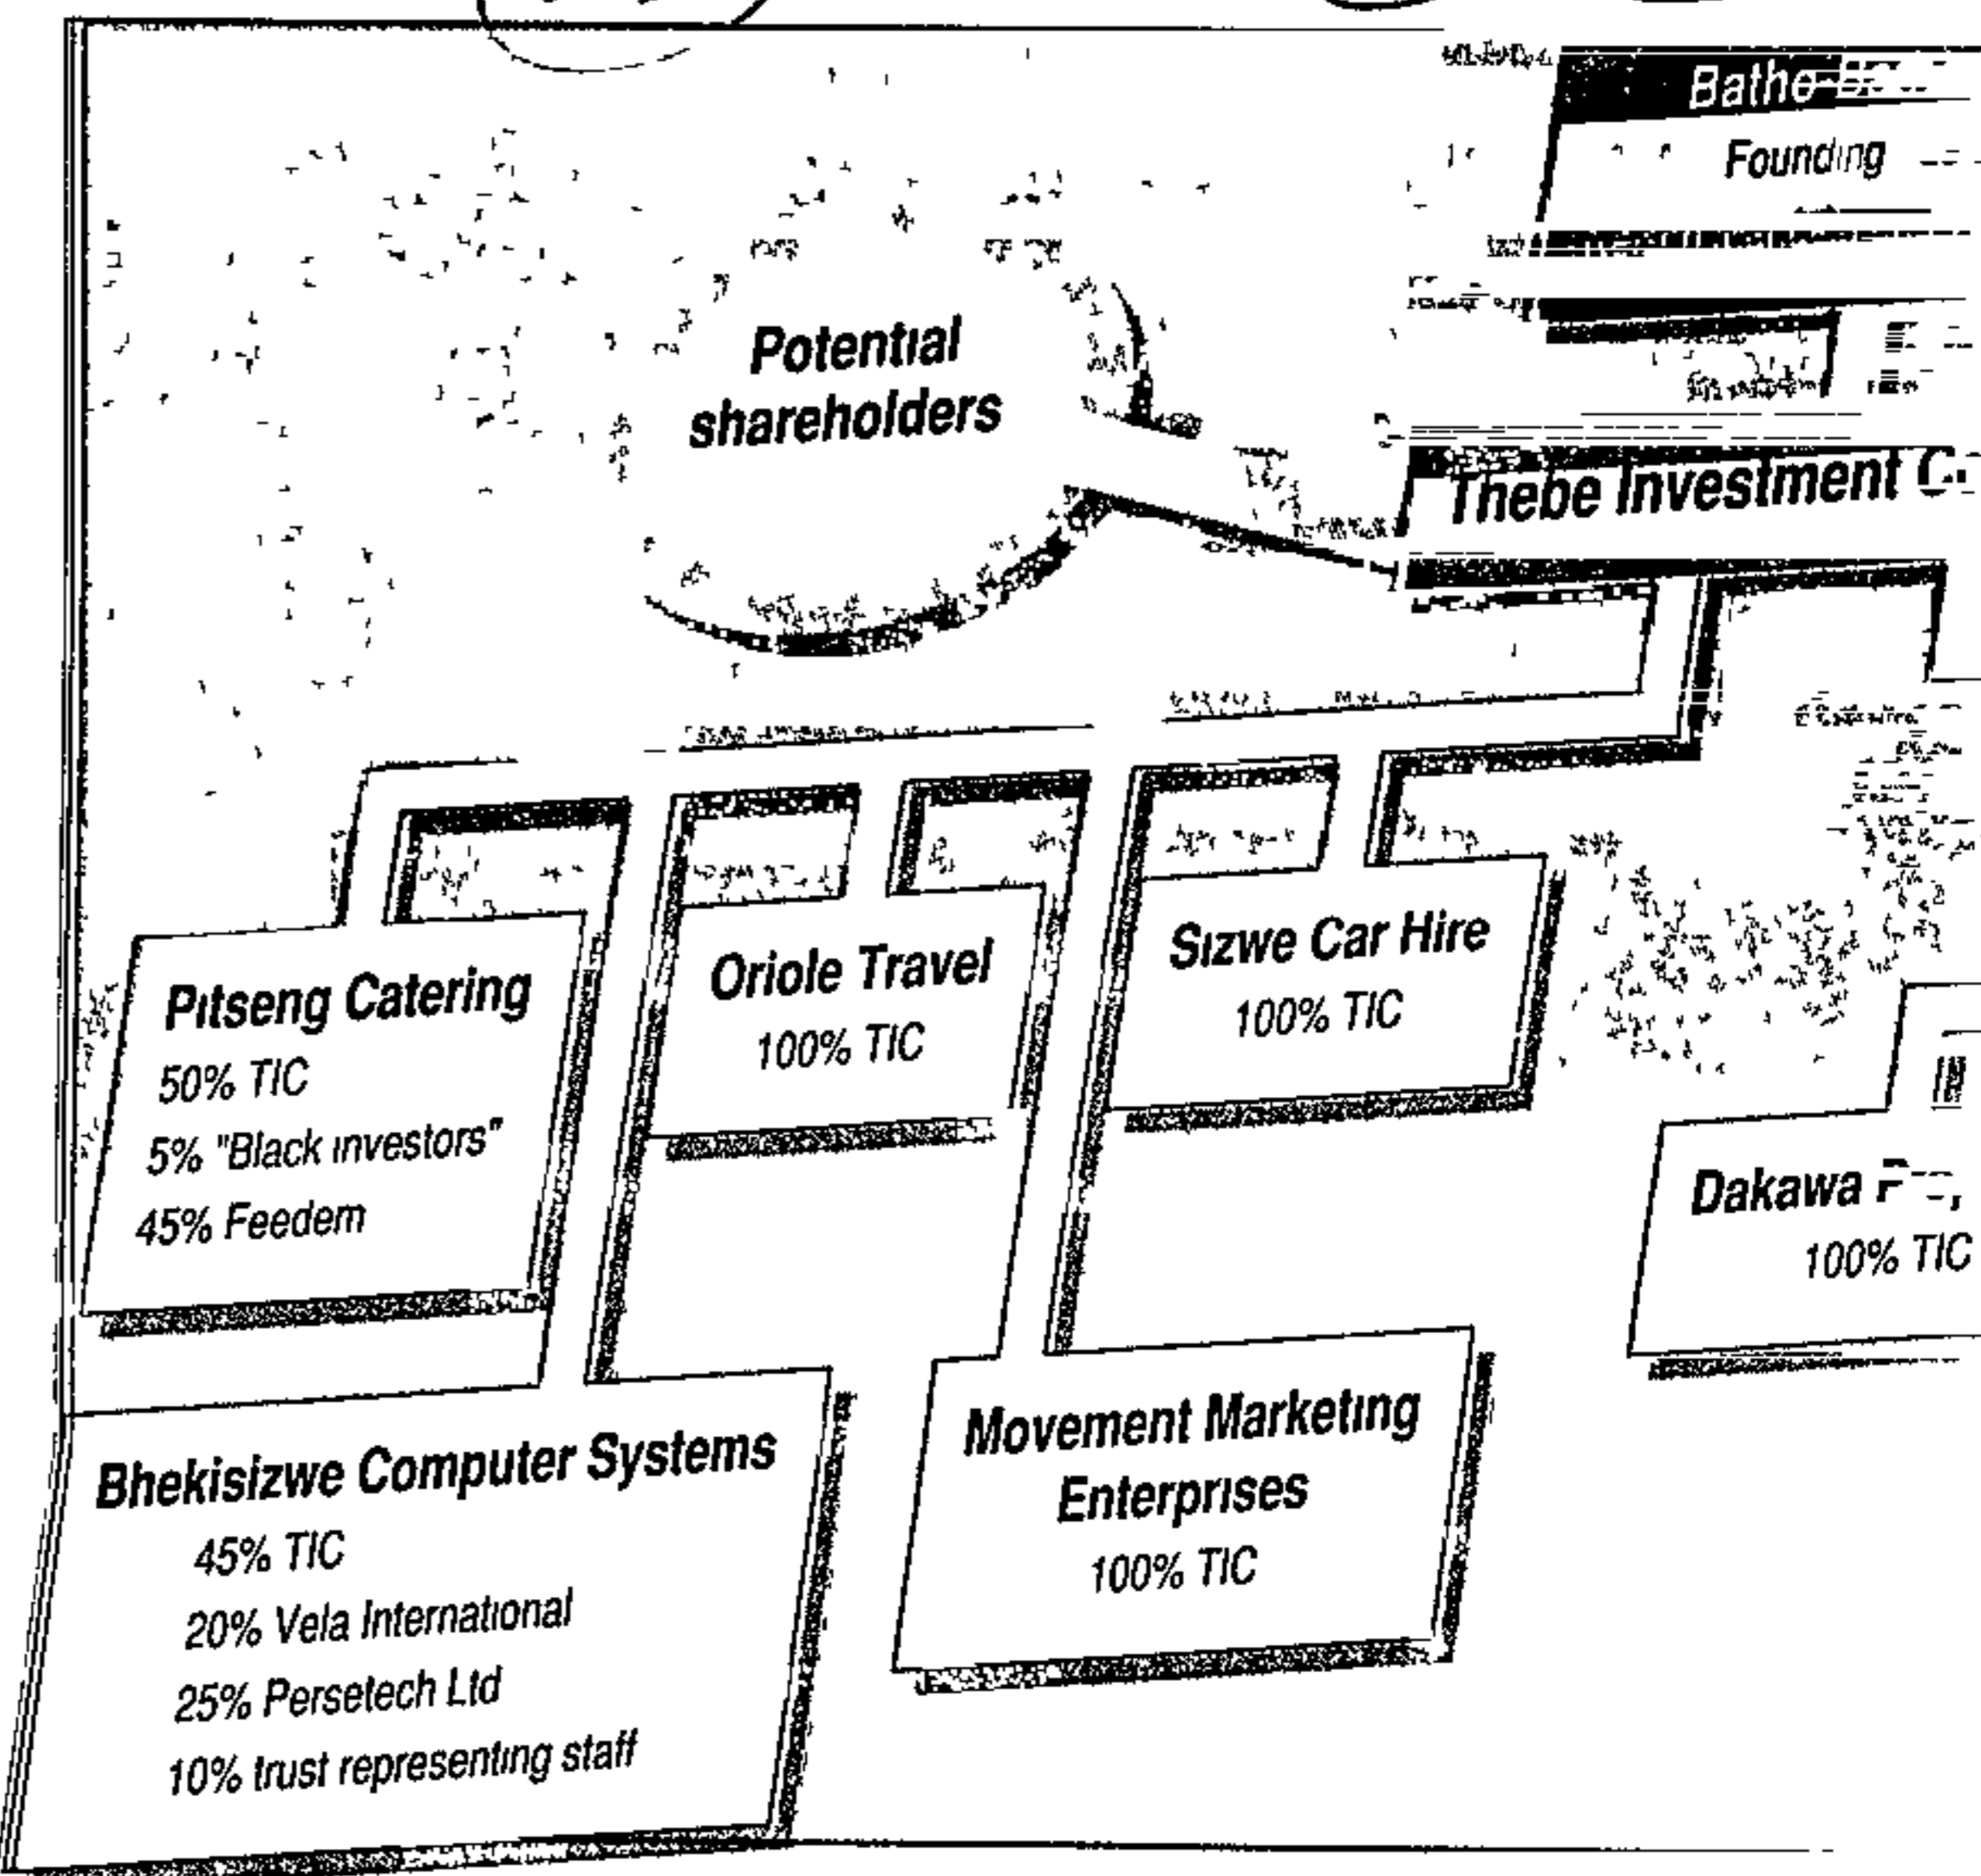 Batho
Founding
Potential
shareholders
Thebe Investment
Pitseng Catering
50% TIC
5% "Black investors"
45% Feedem
Oriole Travel
100% TIC
Sizwe Car Hire
100% TIC
Dakawa
100% TIC
Bhekisizwe Computer Systems
45% TIC
20% Vela International
25% Persetech Ltd
10% trust representing staff
Movement Marketing
Enterprises
100% TIC